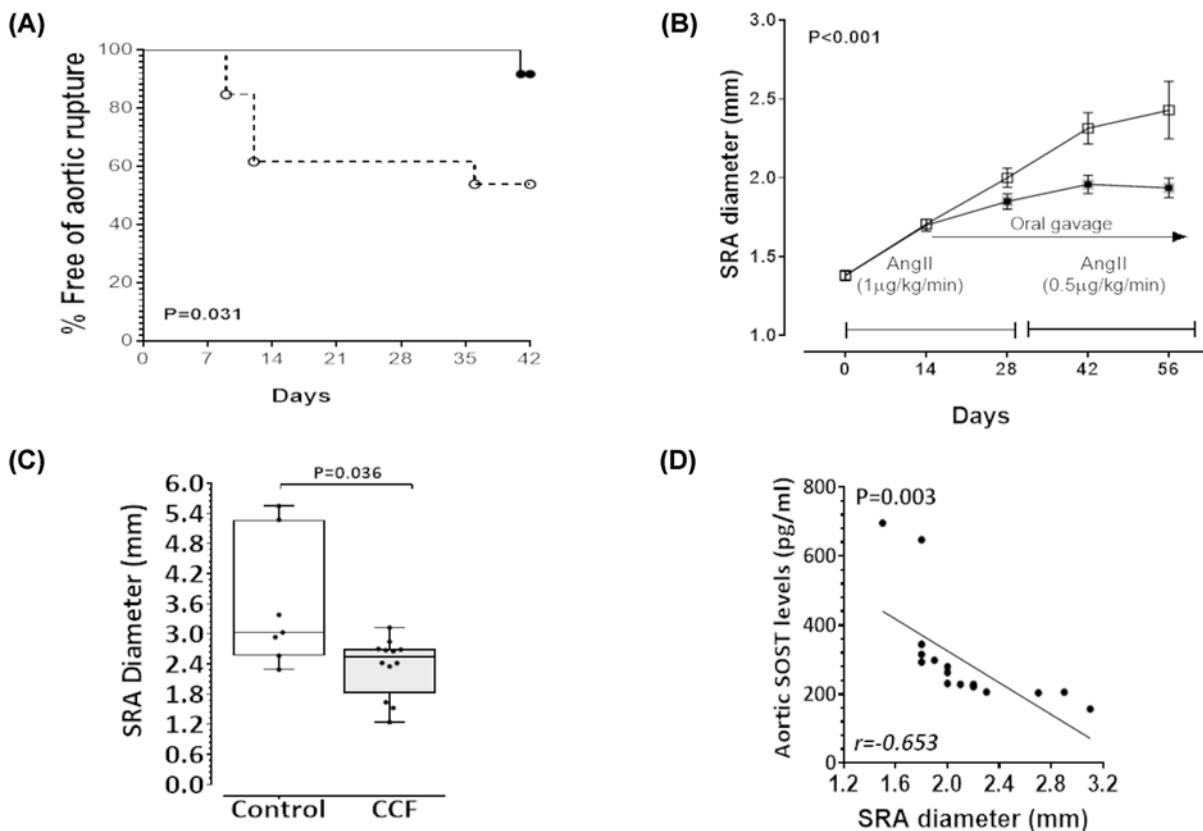 (A)
% Free of aortic rupture
100
80
60
40
20
0
P=0.031
0 7 14 21 28 35 42
Days
(B)
SRA diameter (mm)
3.0
2.5
2.0
1.5
1.0
P<0.001
Oral gavage
AngII
(1µg/kg/min)
AngII
(0.5µg/kg/min)
0 14 28 42 56
Days
(C)
P=0.036
SRA Diameter (mm)
6.0
5.4
4.8
4.2
3.6
3.0
2.4
1.8
1.2
0.6
0.0
Control CCF
(D)
Aortic SOST levels (pg/ml)
800
600
400
200
0
P=0.003
r=-0.653
1.2 1.6 2.0 2.4 2.8 3.2
SRA diameter (mm)